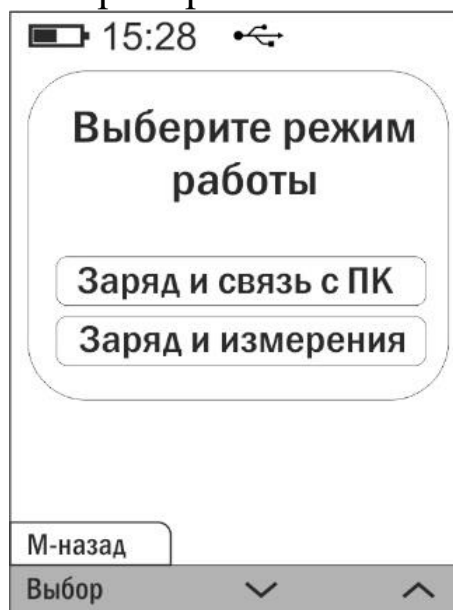 15:28
Выберите режим
работы
Заряд и связь с ПК
Заряд и измерения
М-назад
Выбор